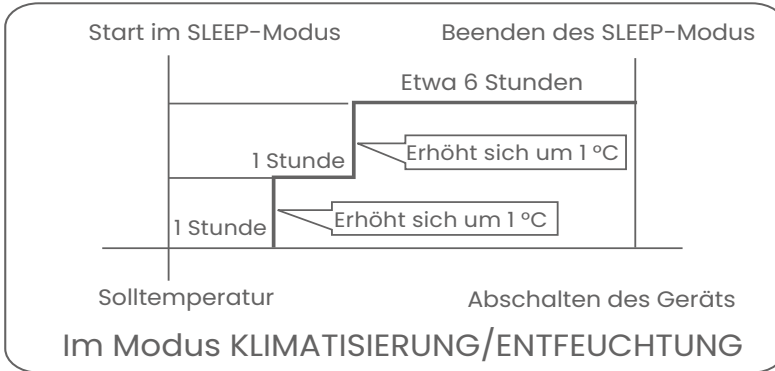 Start im SLEEP-Modus
Beenden des SLEEP-Modus
Etwa 6 Stunden
1 Stunde
Erhöht sich um 1 °C
1 Stunde
Erhöht sich um 1 °C
Solltemperatur
Abschalten des Geräts
Im Modus KLIMATISIERUNG/ENTFEUCHTUNG